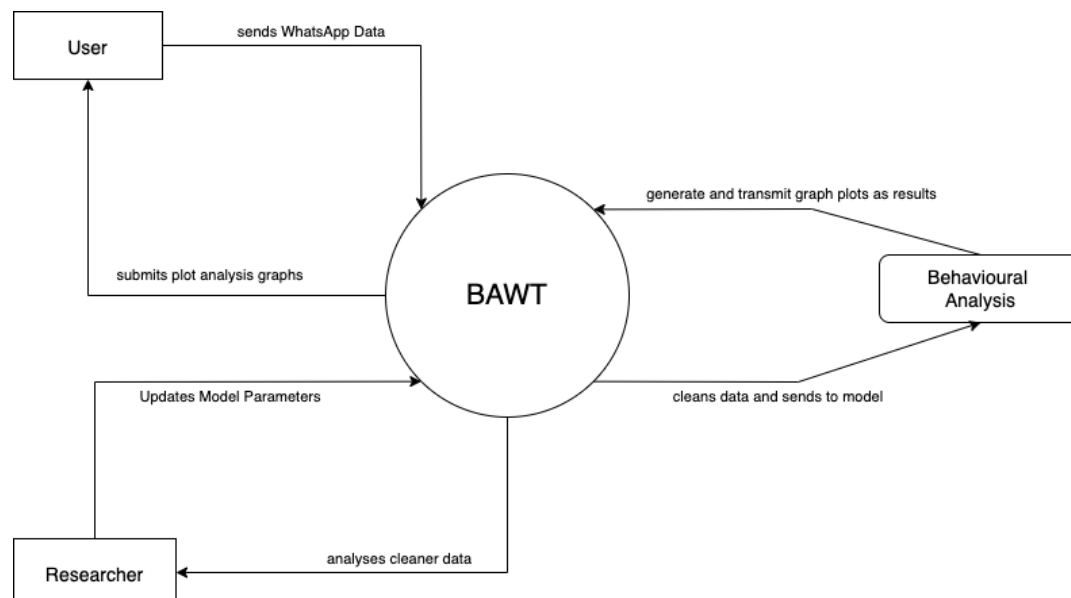 sends WhatsApp Data
User
generate and transmit graph plots as results
submits plot analysis graphs
BAWT
Behavioural
Analysis
Updates Model Parameters
cleans data and sends to model
analyses cleaner data
Researcher